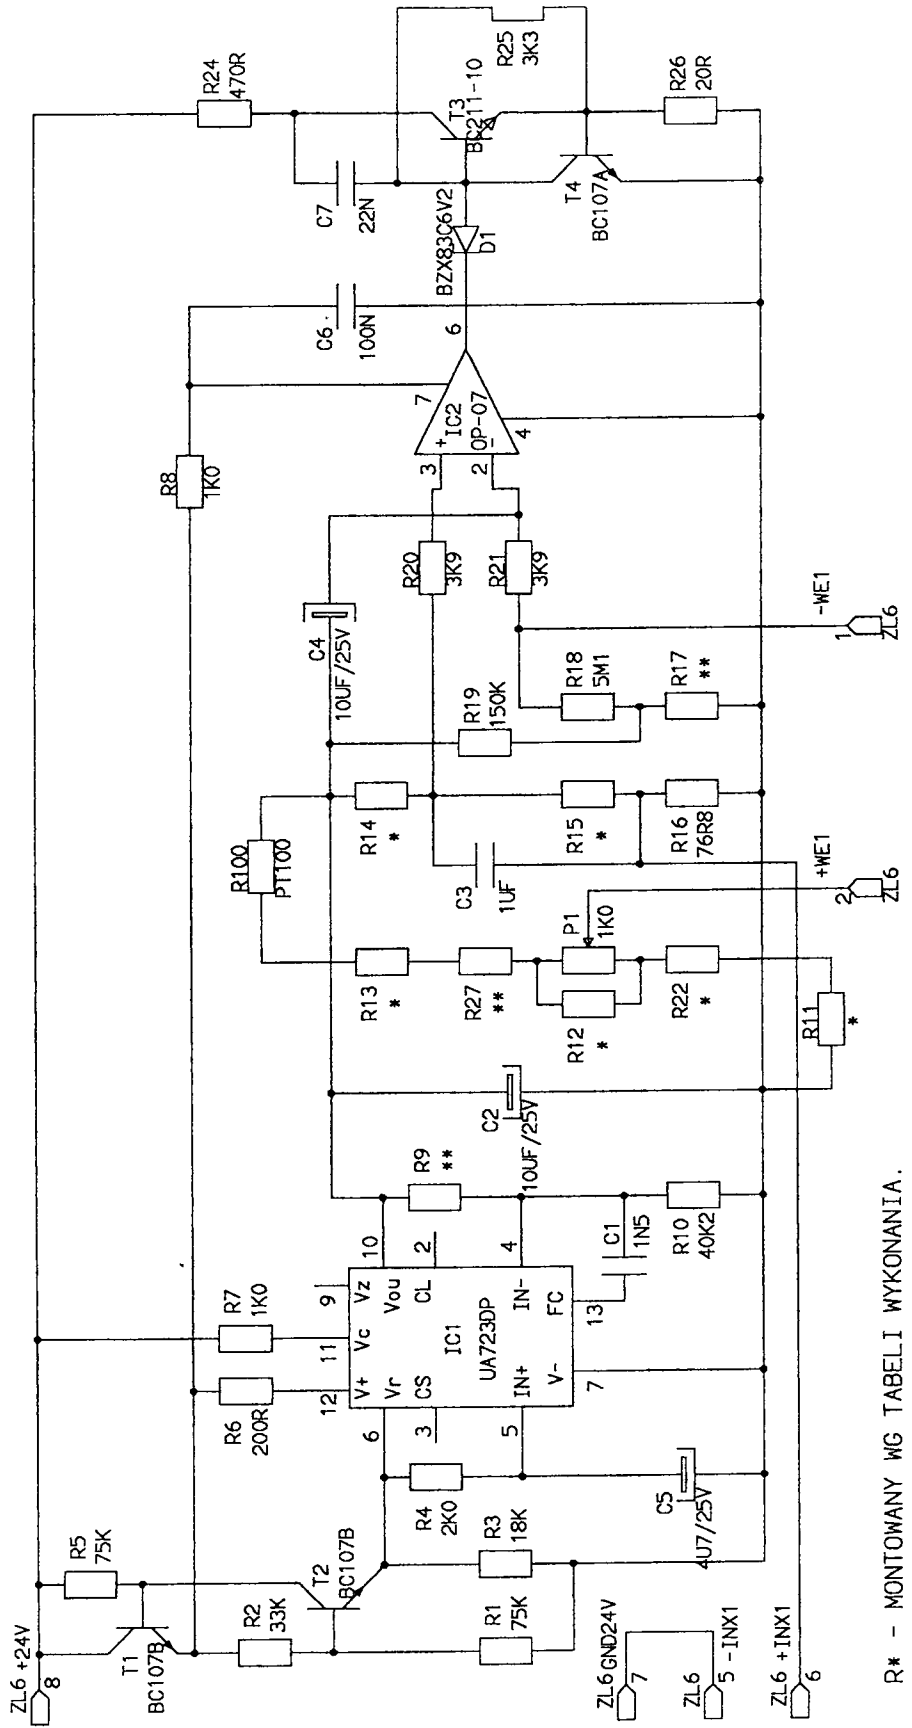 ZL6 +24V
8
R5
75K
T1
BC107B
R2
33K
T2
BC107B
R1
75K
R3
18K
R4
2K0
C5
4U7/25V
ZL6 GND24V
7
ZL6
5 -INX1
ZL6 +INX1
6
R6
200R
R7
1K0
12
11
9
V+
Vc
Vz
6
Vr
Vou
10
3
CS
CL
2
IC1
UA723DP
5
IN+
IN-
4
V-
FC
7
13
C1
1N5
R9
**
R10
40K2
C2
10UF/25V
R11
*
R100
PT100
R13
*
R27
**
R12
*
P1
1K0
R22
*
+WE1
2
ZL6
R14
*
C3
1UF
R15
*
R16
76R8
R19
150K
R18
5M1
R17
**
-WE1
1
ZL6
C4
10UF/25V
R20
3K9
R21
3K9
R8
1K0
3
+
2
-
IC2
OP-07
7
4
6
C6
100N
BZX83C6V2
D1
C7
22N
R24
470R
T3
BC211-10
T4
BC107A
R25
3K3
R26
20R
R* - MONTOWANY WG TABELI WYKONANIA.